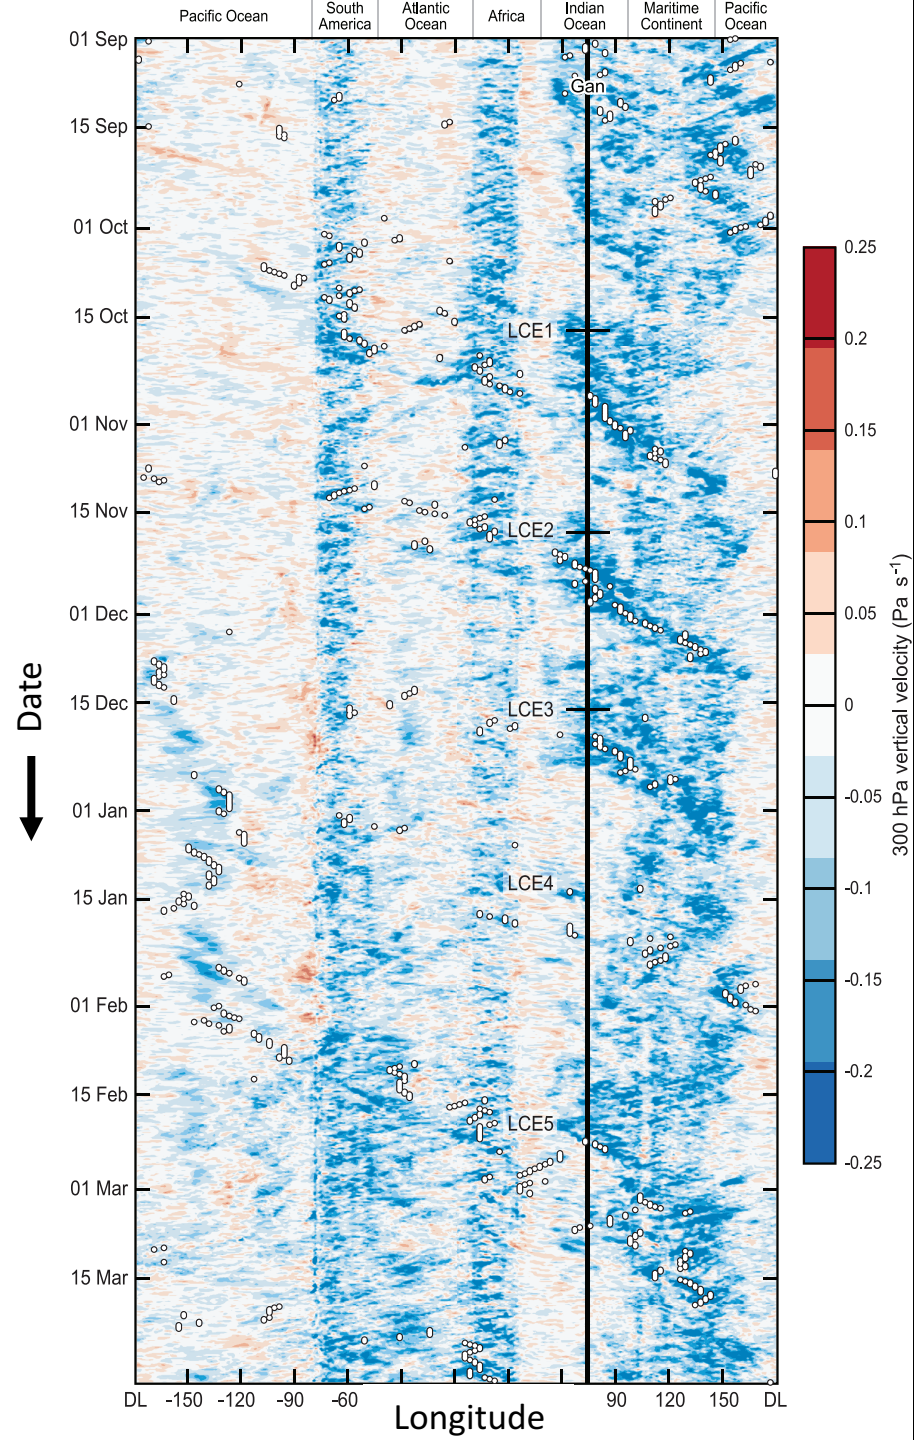 Pacific Ocean
South America
Atlantic Ocean
Africa
Indian Ocean
Maritime Continent
Pacific Ocean
01 Sep
Gan
15 Sep
01 Oct
15 Oct
LCE1
01 Nov
15 Nov
LCE2
01 Dec
15 Dec
LCE3
01 Jan
LCE4
15 Jan
01 Feb
15 Feb
LCE5
01 Mar
15 Mar
DL -150 -120 -90 -60 90 120 150 DL
Longitude
Date
0.25
0.2
0.15
0.1
0.05
0
-0.05
-0.1
-0.15
-0.2
-0.25
300 hPa vertical velocity (Pa s-1)